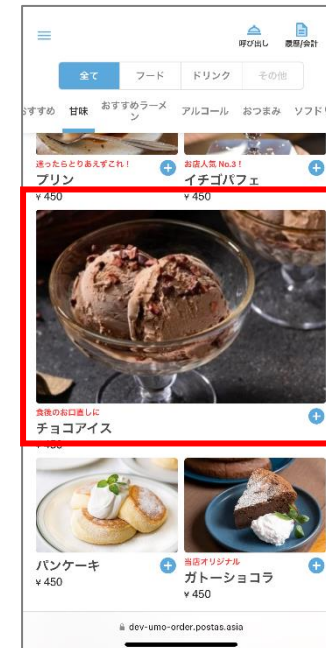 呼び出し
履歴/会計
全て
フード
ドリンク
その他
すすめ
甘味
おすすめラーメ
ン
アルコール
おつまみ
ソフドリ
迷ったらとりあえずこれ！
プリン
¥ 450
お店人気 No.3！
イチゴパフェ
¥ 450
食後のお口直しに
チョコアイス
パンケーキ
¥ 450
当店オリジナル
ガトーショコラ
¥ 450
dev-umo-order.postas.asia